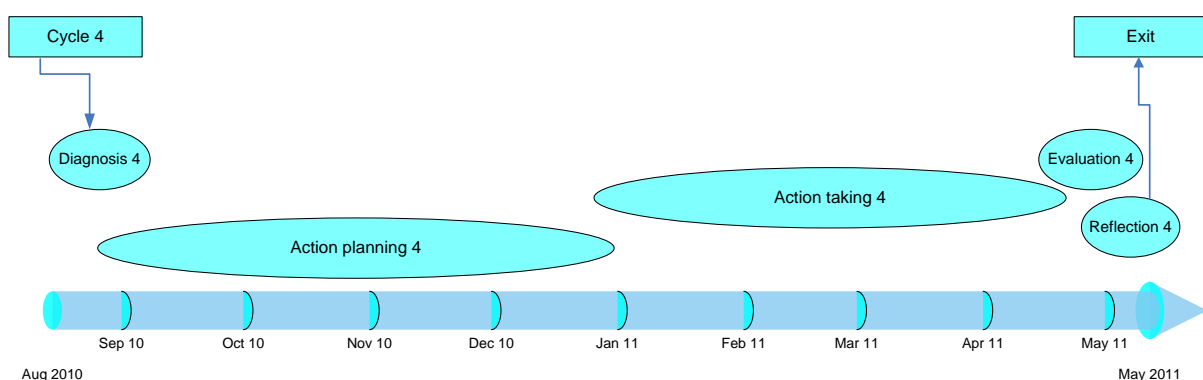 Cycle 4
Exit
Diagnosis 4
Evaluation 4
Action taking 4
Reflection 4
Action planning 4
Sep 10
Oct 10
Nov 10
Dec 10
Jan 11
Feb 11
Mar 11
Apr 11
May 11
Aug 2010
May 2011